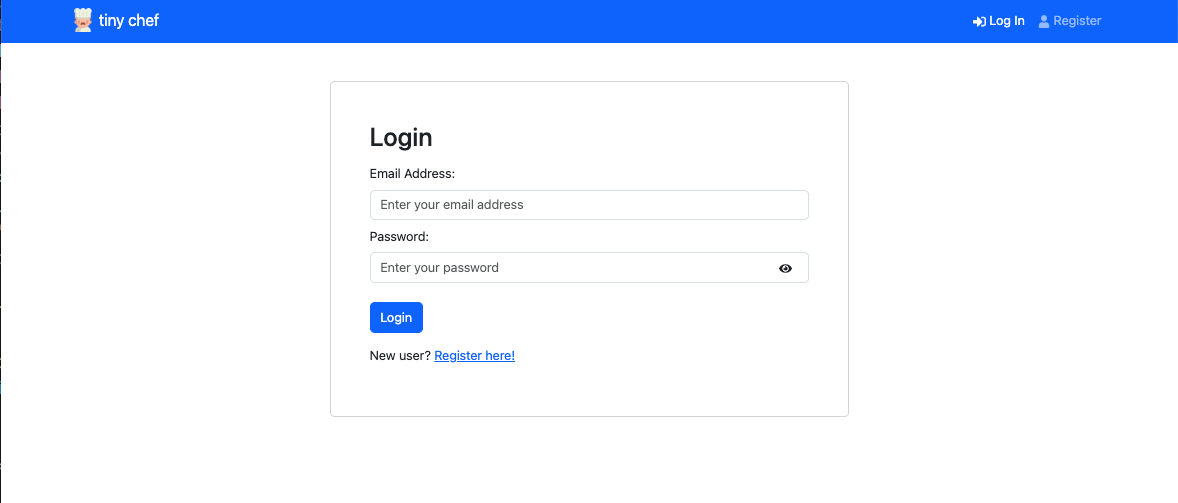 tiny chef
Log In
Register
Login
Email Address:
Enter your email address
Password:
Enter your password
Login
New user? Register here!